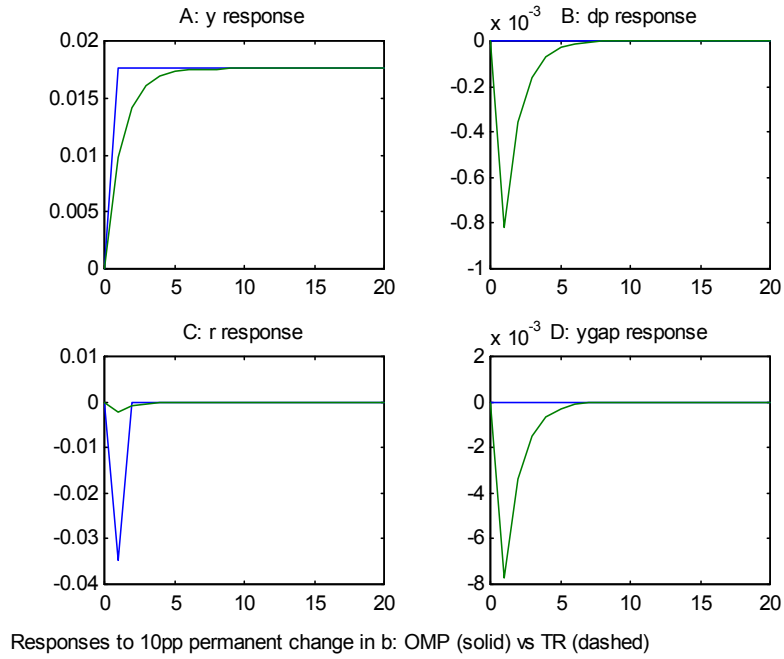 A: y response
0.02
0.015
0.01
0.005
0
0 5 10 15 20
B: dp response
x 10-3
0
-0.2
-0.4
-0.6
-0.8
-1
0 5 10 15 20
C: r response
0.01
0
-0.01
-0.02
-0.03
-0.04
0 5 10 15 20
D: ygap response
x 10-3
2
0
-2
-4
-6
-8
0 5 10 15 20
Responses to 10pp permanent change in b: OMP (solid) vs TR (dashed)